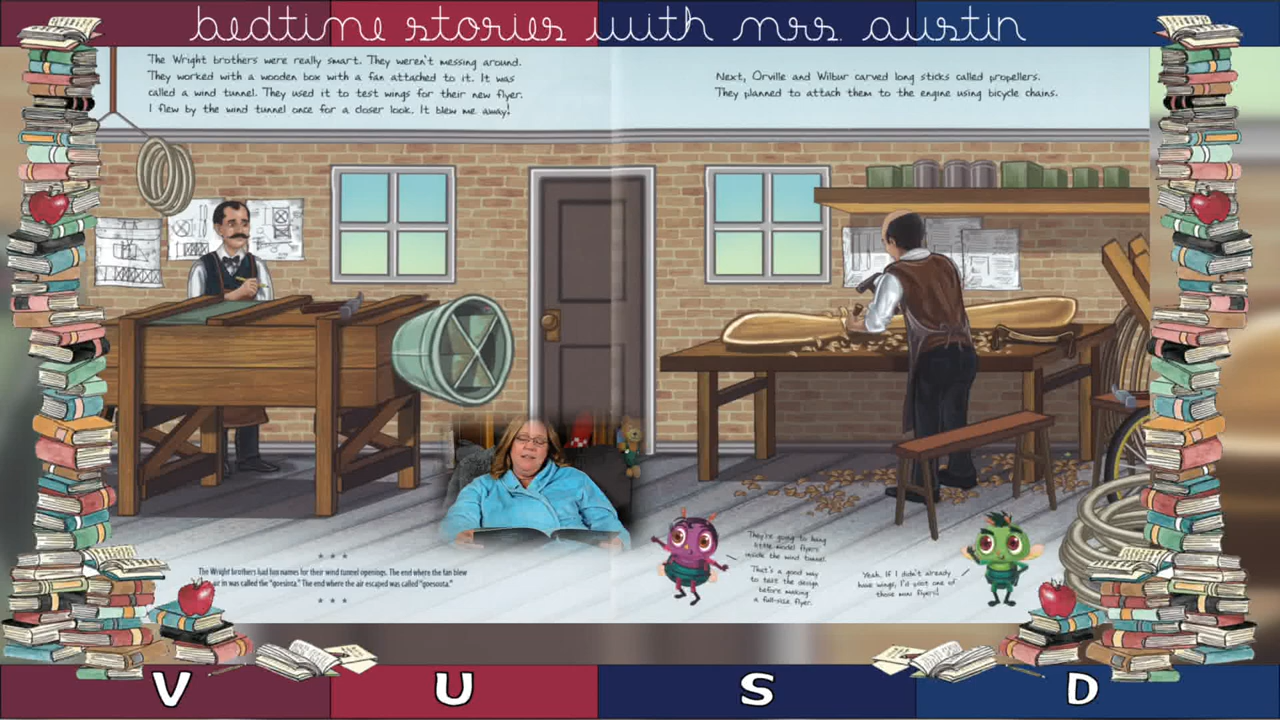 bedtime stories with mrs. austin
The Wright brothers were really smart. They weren't messing around.
They worked with a wooden box with a fan attached to it. It was
called a wind tunnel. They used it to test wings for their new flyer.
I flew by the wind tunnel once for a closer look. It blew me away!
Next, Orville and Wilbur carved long sticks called propellers.
They planned to attach them to the engine using bicycle chains.
The Wright brothers had fun names for their wind tunnel openings. The end where the fan blew
air in was called the "goesinta." The end where the air escaped was called "goesouta."
They're going to hang
little model flyers
inside the wind tunnel.
That's a good way
to test the design
before making
a full-size flyer.
Yeah. If I didn't already
have wings, I'd pilot one of
those mini flyers!
V U S D